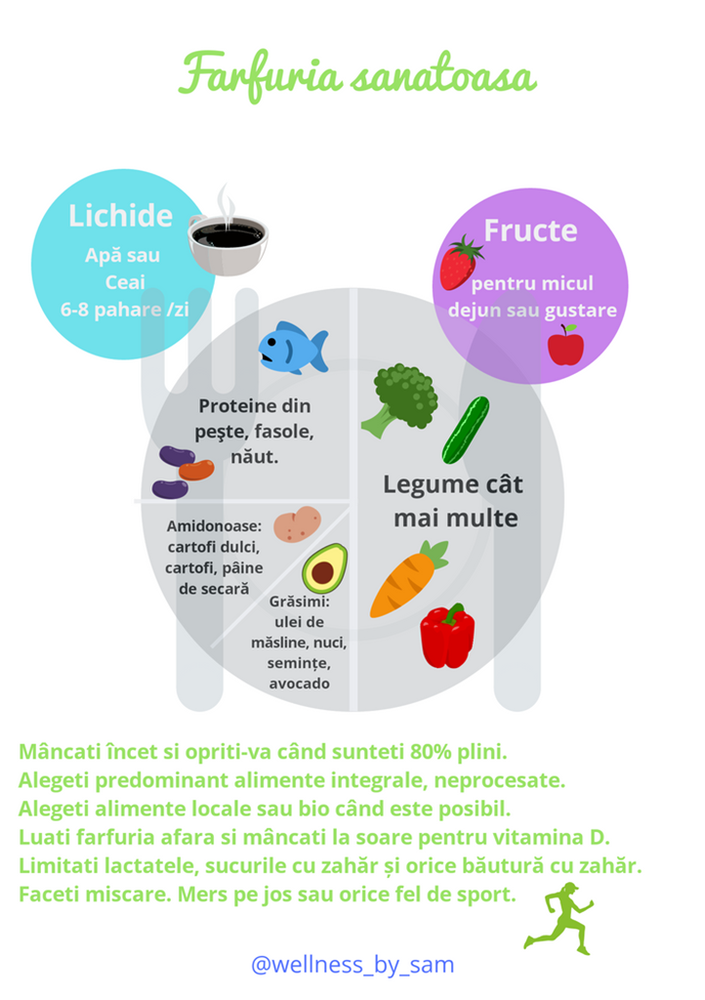 Farfuria sanatoasa
Lichide
Apă sau
Ceai
6-8 pahare /zi
Fructe
pentru micul
dejun sau gustare
Proteine din
pește, fasole,
năut.
Legume cât
mai multe
Amidonoase:
cartofi dulci,
cartofi, pâine
de secară
Grăsimi:
ulei de
măsline, nuci,
semințe,
avocado
Mâncati încet si opriti-va când sunteti 80% plini.
Alegeti predominant alimente integrale, neprocesate.
Alegeti alimente locale sau bio când este posibil.
Luati farfuria afara si mâncati la soare pentru vitamina D.
Limitati lactatele, sucurile cu zahăr și orice băutură cu zahăr.
Faceti miscare. Mers pe jos sau orice fel de sport.
@wellness_by_sam